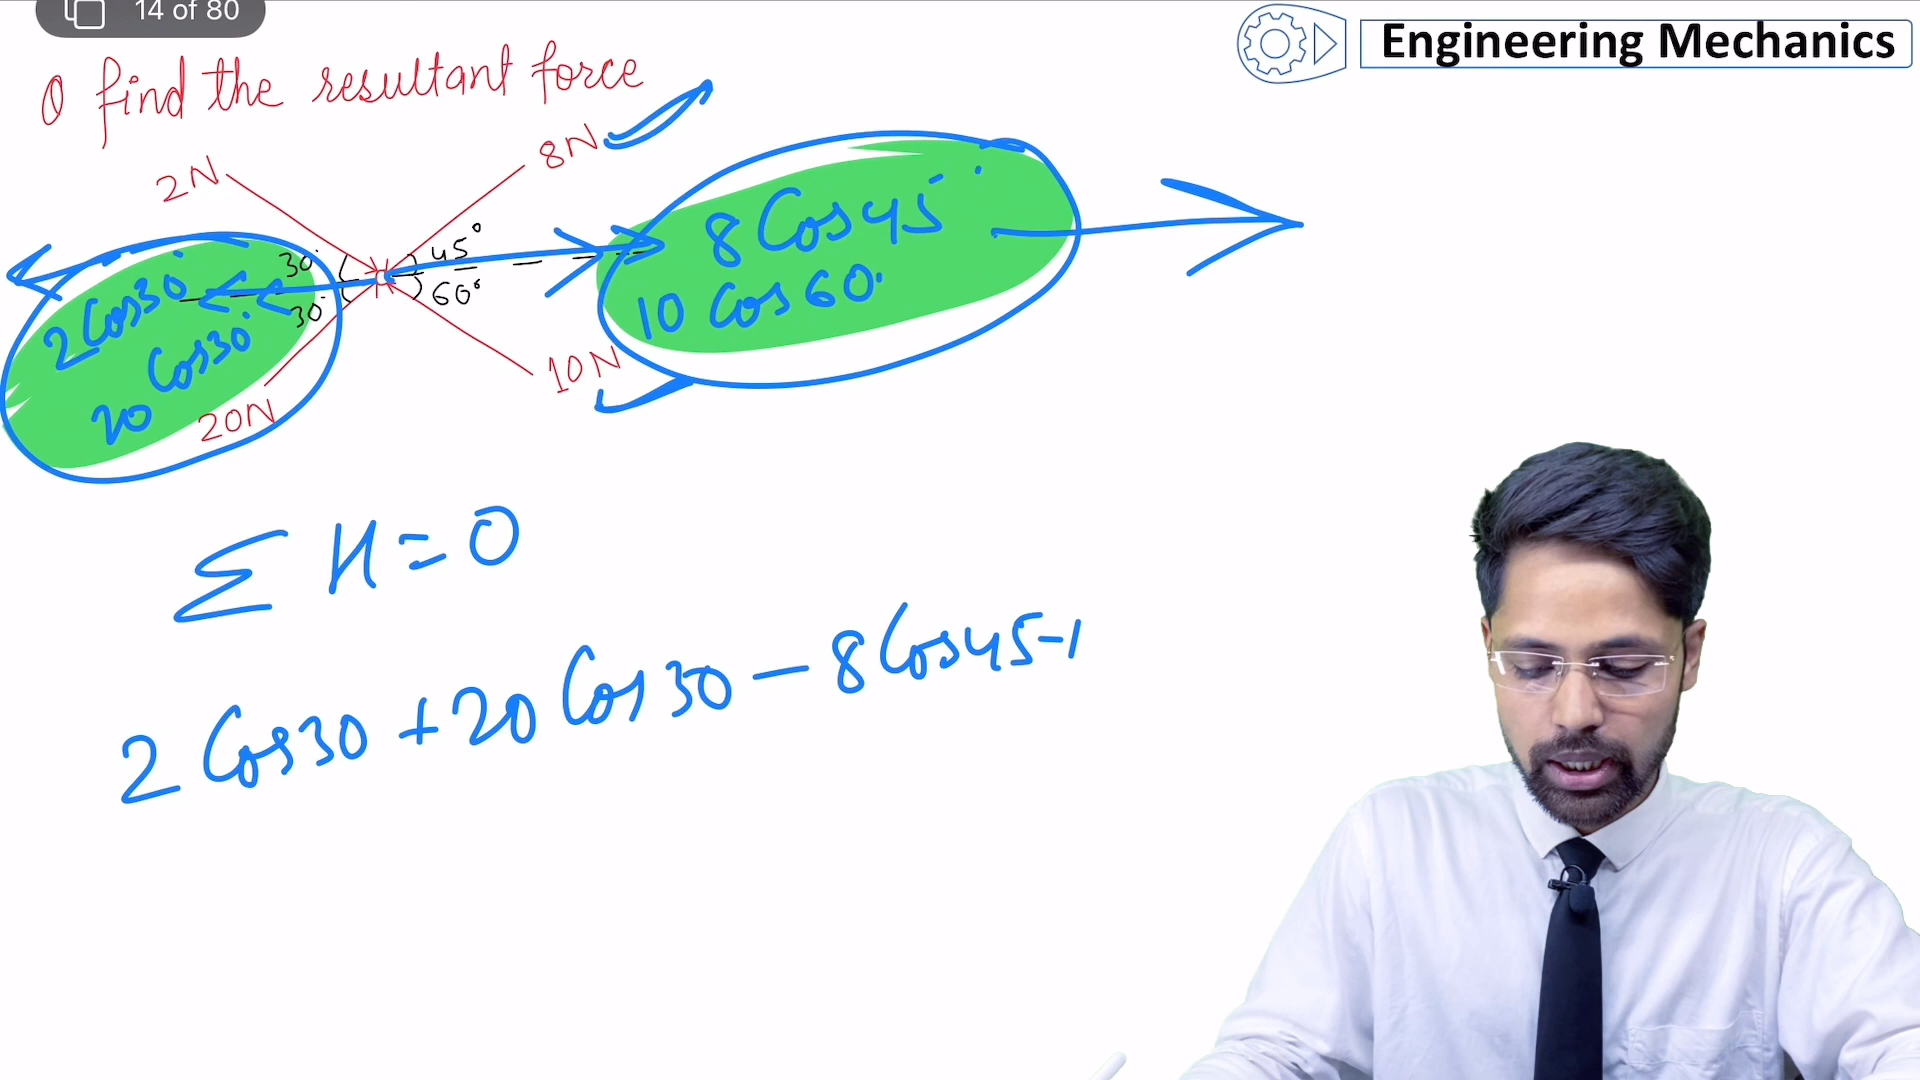 14 of 80
Engineering Mechanics
Q find the resultant force
2N
8N
45°
60°
30°
30°
10N
20N
8 Cos 45°
10 Cos 60°
2 Cos 30°
Cos 30°
20
Σ H = 0
2 Cos 30 + 20 Cos 30 - 8 Cos 45 - 1